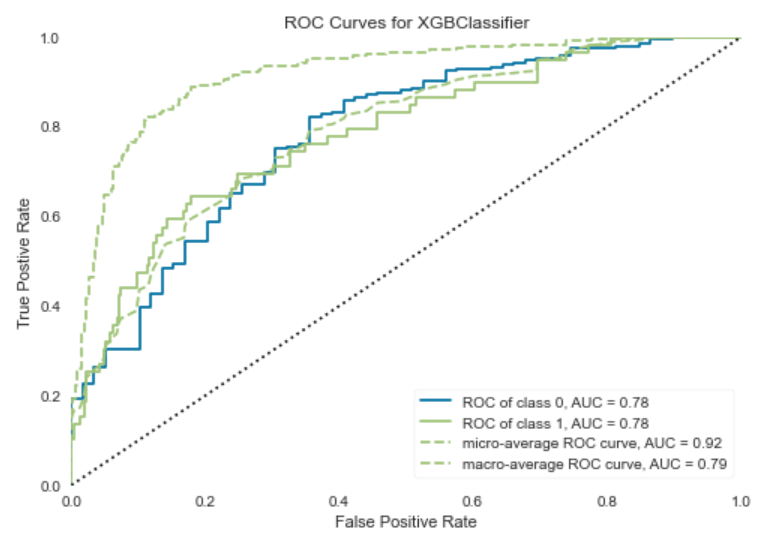 ROC Curves for XGBClassifier
1.0
0.8
0.6
0.4
0.2
0.0
True Postive Rate
ROC of class 0, AUC = 0.78
ROC of class 1, AUC = 0.78
micro-average ROC curve, AUC = 0.92
macro-average ROC curve, AUC = 0.79
0.0 0.2 0.4 0.6 0.8 1.0
False Positive Rate